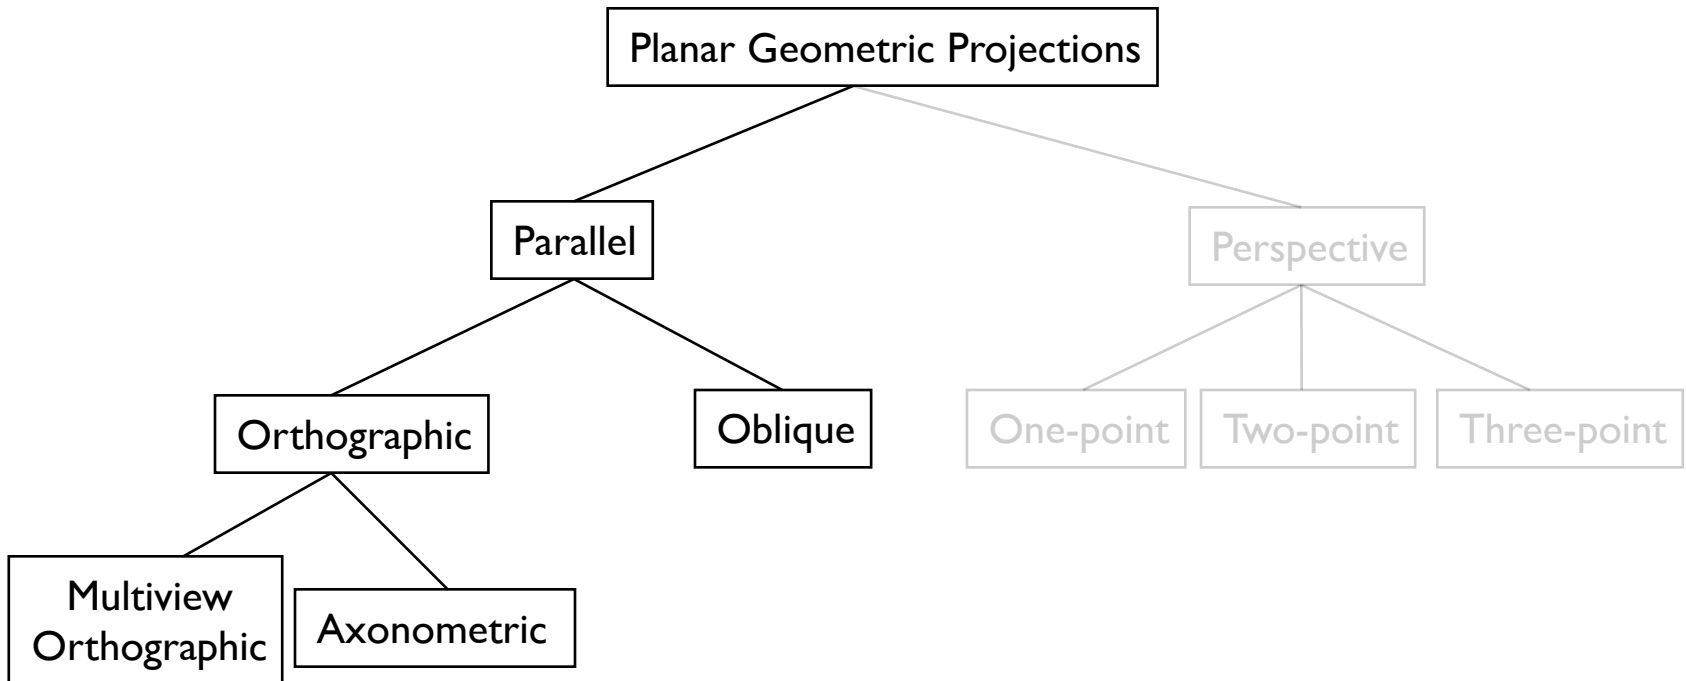 Planar Geometric Projections
Parallel
Perspective
Orthographic
Oblique
One-point
Two-point
Three-point
Multiview
Orthographic
Axonometric